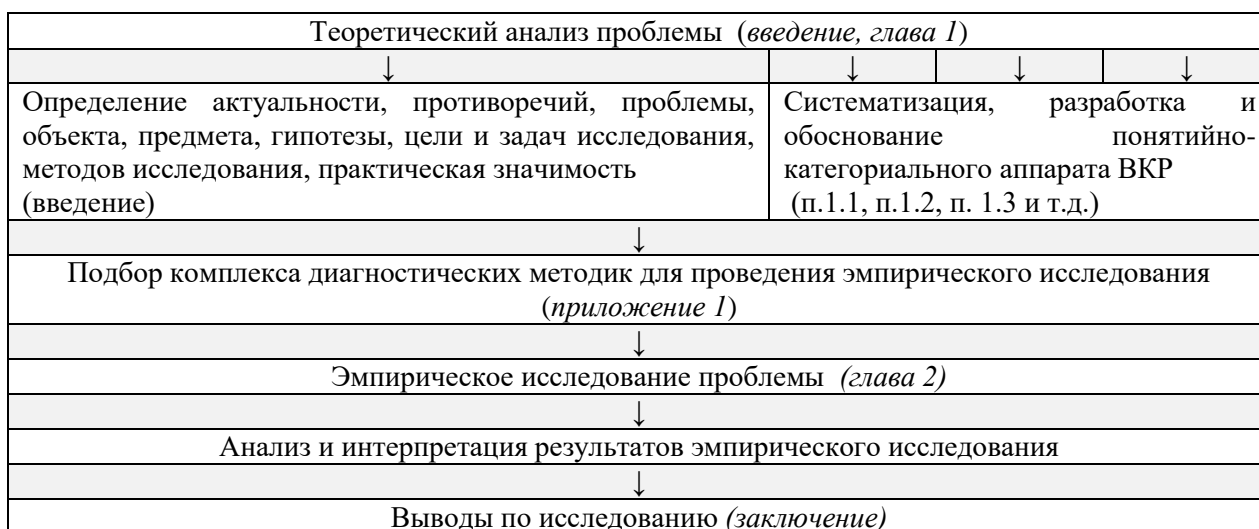 Теоретический анализ проблемы (введение, глава 1)
↓ ↓ ↓ ↓
Определение актуальности, противоречий, проблемы,
объекта, предмета, гипотезы, цели и задач исследования,
методов исследования, практическая значимость
(введение)
Систематизация, разработка и
обоснование понятийно-
категориального аппарата ВКР
(п.1.1, п.1.2, п. 1.3 и т.д.)
↓
Подбор комплекса диагностических методик для проведения эмпирического исследования
(приложение 1)
↓
Эмпирическое исследование проблемы (глава 2)
↓
Анализ и интерпретация результатов эмпирического исследования
↓
Выводы по исследованию (заключение)